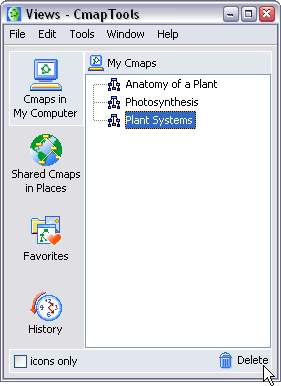 Views - CmapTools
File Edit Tools Window Help
Cmaps in
My Computer
Shared Cmaps
in Places
Favorites
History
My Cmaps
Anatomy of a Plant
Photosynthesis
Plant Systems
icons only
Delete